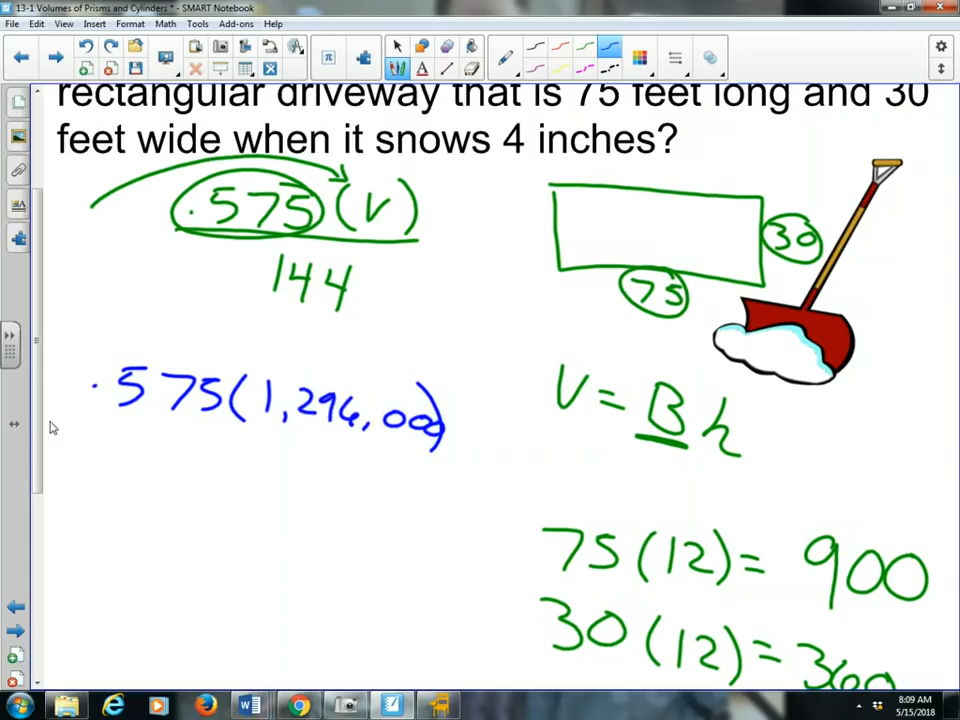 13-1 Volumes of Prisms and Cylinders * - SMART Notebook
File Edit View Insert Format Math Tools Add-ons Help
rectangular driveway that is 75 feet long and 30
feet wide when it snows 4 inches?
.575(V)
144
30
75
.575(1,296,000)
V = Bh
75(12)= 900
30(12)= 360
8:09 AM
5/15/2018